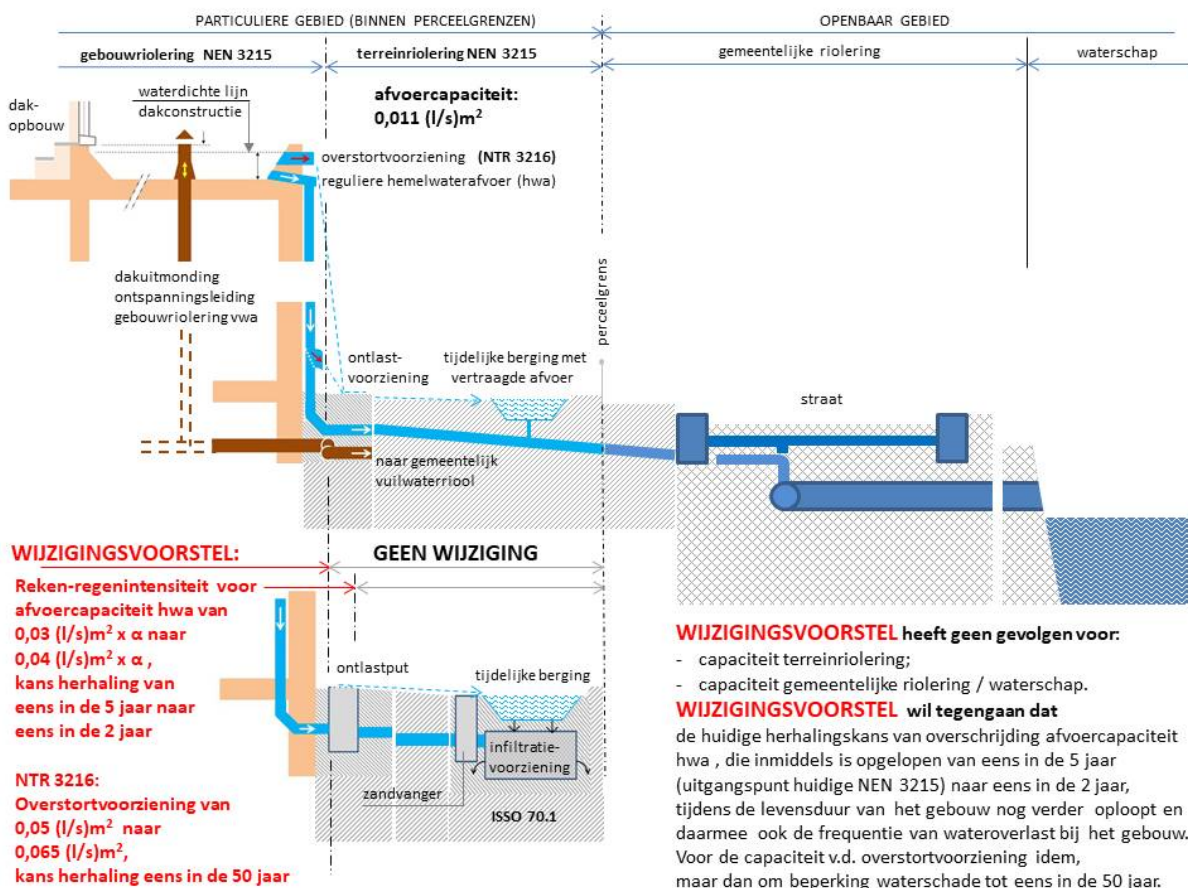 PARTICULIERE GEBIED (BINNEN PERCEELGRENZEN)
OPENBAAR GEBIED
gebouwriolering NEN 3215
terreinriolering NEN 3215
gemeentelijke riolering
waterschap
afvoercapaciteit:
0,011 (l/s)m²
dak-
opbouw
waterdichte lijn
dakconstructie
overstortvoorziening (NTR 3216)
reguliere hemelwaterafvoer (hwa)
dakuitmonding
ontspanningsleiding
gebouwriolering vwa
perceelgrens
ontlast-
voorziening
tijdelijke berging met
vertraagde afvoer
straat
naar gemeentelijk
vuilwaterriool
WIJZIGINGSVOORSTEL:
GEEN WIJZIGING
Reken-regenintensiteit voor
afvoercapaciteit hwa van
0,03 (l/s)m² x α naar
0,04 (l/s)m² x α ,
kans herhaling van
eens in de 5 jaar naar
eens in de 2 jaar
NTR 3216:
Overstortvoorziening van
0,05 (l/s)m² naar
0,065 (l/s)m²,
kans herhaling eens in de 50 jaar
ontlastput
tijdelijke berging
infiltratie-
voorziening
zandvanger
ISSO 70.1
WIJZIGINGSVOORSTEL heeft geen gevolgen voor:
- capaciteit terreinriolering;
- capaciteit gemeentelijke riolering / waterschap.
WIJZIGINGSVOORSTEL wil tegengaan dat
de huidige herhalingskans van overschrijding afvoercapaciteit
hwa , die inmiddels is opgelopen van eens in de 5 jaar
(uitgangspunt huidige NEN 3215) naar eens in de 2 jaar,
tijdens de levensduur van het gebouw nog verder oploopt en
daarmee ook de frequentie van wateroverlast bij het gebouw.
Voor de capaciteit v.d. overstortvoorziening idem,
maar dan om beperking waterschade tot eens in de 50 jaar.